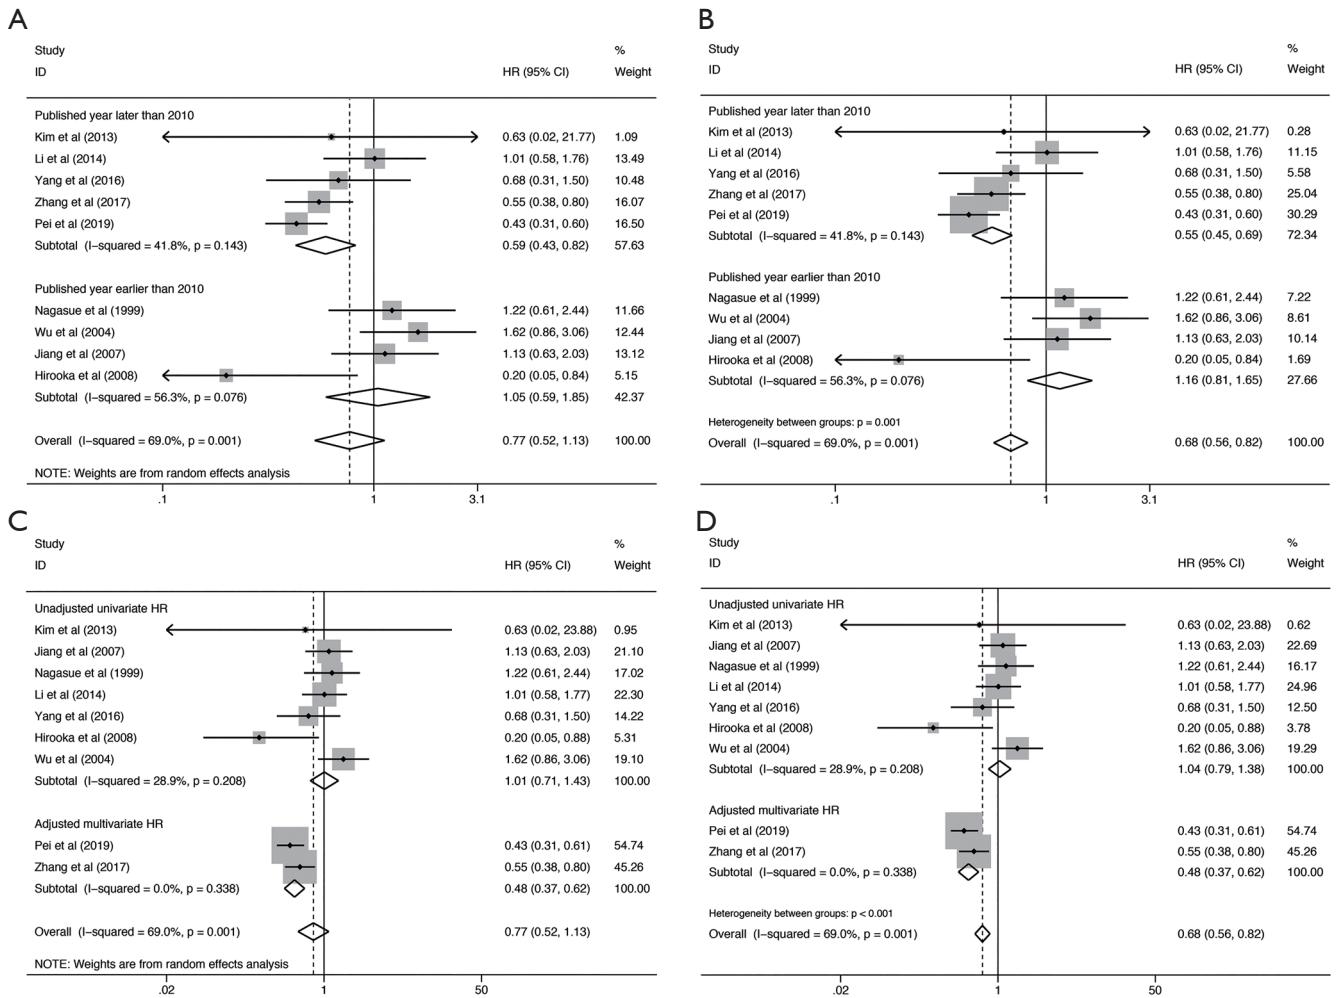 A
Study %
ID HR (95% CI) Weight
Published year later than 2010
Kim et al (2013) 0.63 (0.02, 21.77) 1.09
Li et al (2014) 1.01 (0.58, 1.76) 13.49
Yang et al (2016) 0.68 (0.31, 1.50) 10.48
Zhang et al (2017) 0.55 (0.38, 0.80) 16.07
Pei et al (2019) 0.43 (0.31, 0.60) 16.50
Subtotal (I-squared = 41.8%, p = 0.143) 0.59 (0.43, 0.82) 57.63
Published year earlier than 2010
Nagasue et al (1999) 1.22 (0.61, 2.44) 11.66
Wu et al (2004) 1.62 (0.86, 3.06) 12.44
Jiang et al (2007) 1.13 (0.63, 2.03) 13.12
Hirooka et al (2008) 0.20 (0.05, 0.84) 5.15
Subtotal (I-squared = 56.3%, p = 0.076) 1.05 (0.59, 1.85) 42.37
Overall (I-squared = 69.0%, p = 0.001) 0.77 (0.52, 1.13) 100.00
NOTE: Weights are from random effects analysis
.1 1 3.1
B
Study %
ID HR (95% CI) Weight
Published year later than 2010
Kim et al (2013) 0.63 (0.02, 21.77) 0.28
Li et al (2014) 1.01 (0.58, 1.76) 11.15
Yang et al (2016) 0.68 (0.31, 1.50) 5.58
Zhang et al (2017) 0.55 (0.38, 0.80) 25.04
Pei et al (2019) 0.43 (0.31, 0.60) 30.29
Subtotal (I-squared = 41.8%, p = 0.143) 0.55 (0.45, 0.69) 72.34
Published year earlier than 2010
Nagasue et al (1999) 1.22 (0.61, 2.44) 7.22
Wu et al (2004) 1.62 (0.86, 3.06) 8.61
Jiang et al (2007) 1.13 (0.63, 2.03) 10.14
Hirooka et al (2008) 0.20 (0.05, 0.84) 1.69
Subtotal (I-squared = 56.3%, p = 0.076) 1.16 (0.81, 1.65) 27.66
Heterogeneity between groups: p = 0.001
Overall (I-squared = 69.0%, p = 0.001) 0.68 (0.56, 0.82) 100.00
.1 1 3.1
C
Study %
ID HR (95% CI) Weight
Unadjusted univariate HR
Kim et al (2013) 0.63 (0.02, 23.88) 0.95
Jiang et al (2007) 1.13 (0.63, 2.03) 21.10
Nagasue et al (1999) 1.22 (0.61, 2.44) 17.02
Li et al (2014) 1.01 (0.58, 1.77) 22.30
Yang et al (2016) 0.68 (0.31, 1.50) 14.22
Hirooka et al (2008) 0.20 (0.05, 0.88) 5.31
Wu et al (2004) 1.62 (0.86, 3.06) 19.10
Subtotal (I-squared = 28.9%, p = 0.208) 1.01 (0.71, 1.43) 100.00
Adjusted multivariate HR
Pei et al (2019) 0.43 (0.31, 0.61) 54.74
Zhang et al (2017) 0.55 (0.38, 0.80) 45.26
Subtotal (I-squared = 0.0%, p = 0.338) 0.48 (0.37, 0.62) 100.00
Overall (I-squared = 69.0%, p = 0.001) 0.77 (0.52, 1.13)
NOTE: Weights are from random effects analysis
.02 1 50
D
Study %
ID HR (95% CI) Weight
Unadjusted univariate HR
Kim et al (2013) 0.63 (0.02, 23.88) 0.62
Jiang et al (2007) 1.13 (0.63, 2.03) 22.69
Nagasue et al (1999) 1.22 (0.61, 2.44) 16.17
Li et al (2014) 1.01 (0.58, 1.77) 24.96
Yang et al (2016) 0.68 (0.31, 1.50) 12.50
Hirooka et al (2008) 0.20 (0.05, 0.88) 3.78
Wu et al (2004) 1.62 (0.86, 3.06) 19.29
Subtotal (I-squared = 28.9%, p = 0.208) 1.04 (0.79, 1.38) 100.00
Adjusted multivariate HR
Pei et al (2019) 0.43 (0.31, 0.61) 54.74
Zhang et al (2017) 0.55 (0.38, 0.80) 45.26
Subtotal (I-squared = 0.0%, p = 0.338) 0.48 (0.37, 0.62) 100.00
Heterogeneity between groups: p < 0.001
Overall (I-squared = 69.0%, p = 0.001) 0.68 (0.56, 0.82)
.02 1 50